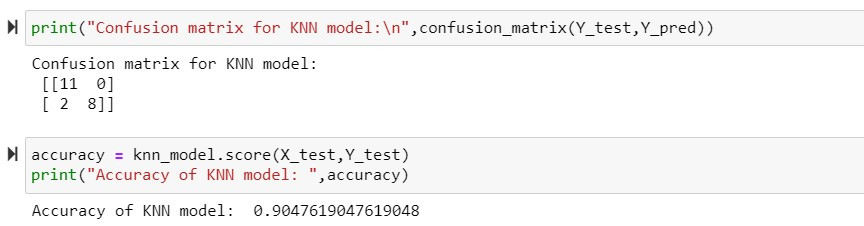 print("Confusion matrix for KNN model:\n",confusion_matrix(Y_test,Y_pred))
Confusion matrix for KNN model:
 [[11  0]
 [ 2  8]]
accuracy = knn_model.score(X_test,Y_test)
print("Accuracy of KNN model: ",accuracy)
Accuracy of KNN model:  0.9047619047619048